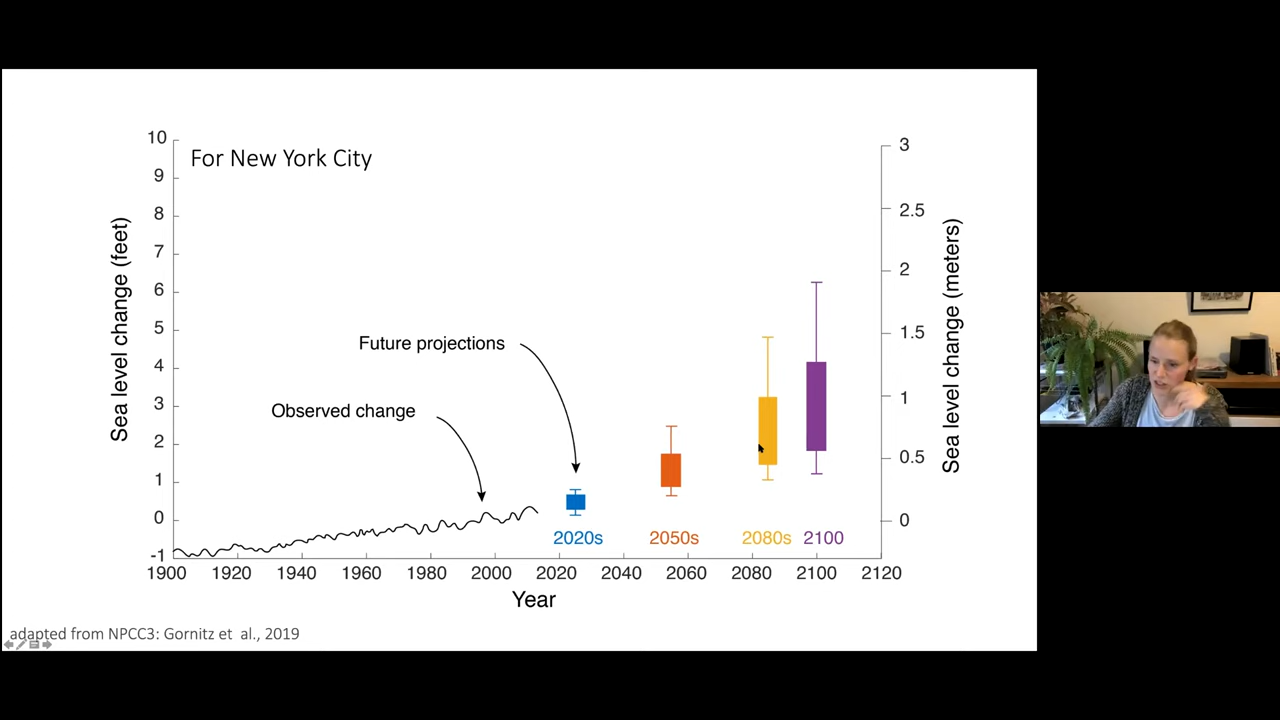 For New York City
10
9
8
7
6
5
4
3
2
1
0
-1
Sea level change (feet)
3
2.5
2
1.5
1
0.5
0
Sea level change (meters)
Future projections
Observed change
2020s 2050s 2080s 2100
1900 1920 1940 1960 1980 2000 2020 2040 2060 2080 2100 2120
Year
adapted from NPCC3: Gornitz et al., 2019